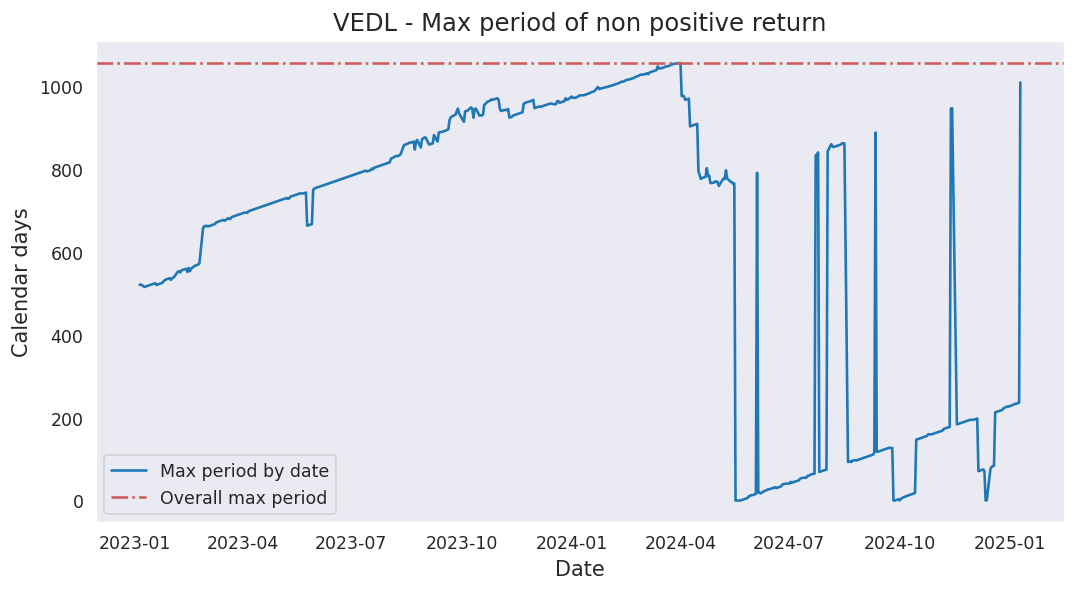 VEDL - Max period of non positive return
Calendar days
1000
800
600
400
200
0
Max period by date
Overall max period
2023-01 2023-04 2023-07 2023-10 2024-01 2024-04 2024-07 2024-10 2025-01
Date